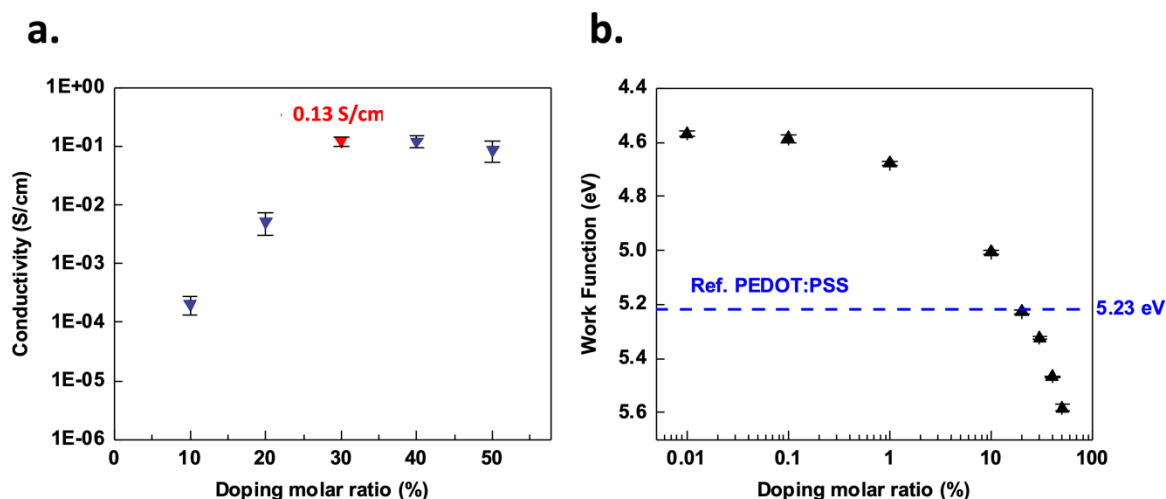 a.
1E+00
1E-01
1E-02
1E-03
1E-04
1E-05
1E-06
Conductivity (S/cm)
0.13 S/cm
0
10
20
30
40
50
Doping molar ratio (%)
b.
4.4
4.6
4.8
5.0
5.2
5.4
5.6
Work Function (eV)
Ref. PEDOT:PSS
5.23 eV
0.01
0.1
1
10
100
Doping molar ratio (%)